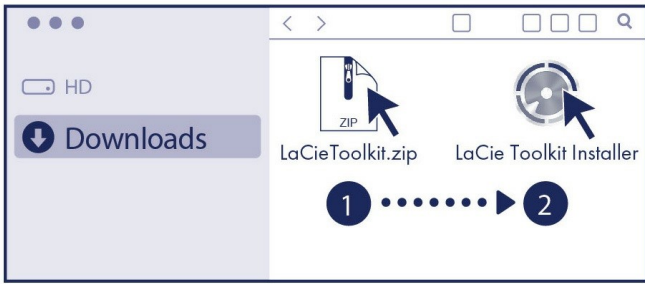 HD
Downloads
ZIP
LaCieToolkit.zip
LaCie Toolkit Installer
1
2